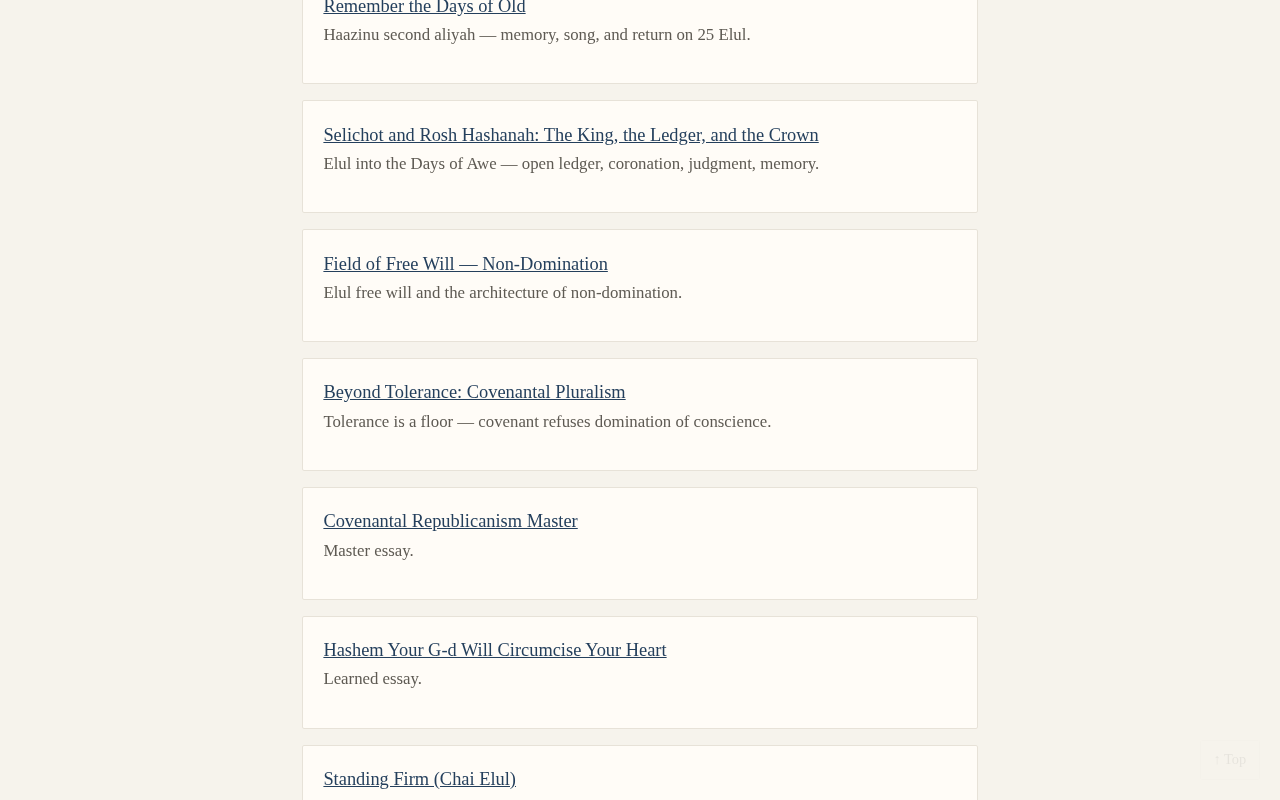 Remember the Days of Old
Haazinu second aliyah — memory, song, and return on 25 Elul.
Selichot and Rosh Hashanah: The King, the Ledger, and the Crown
Elul into the Days of Awe — open ledger, coronation, judgment, memory.
Field of Free Will — Non-Domination
Elul free will and the architecture of non-domination.
Beyond Tolerance: Covenantal Pluralism
Tolerance is a floor — covenant refuses domination of conscience.
Covenantal Republicanism Master
Master essay.
Hashem Your G-d Will Circumcise Your Heart
Learned essay.
↑ Top
Standing Firm (Chai Elul)